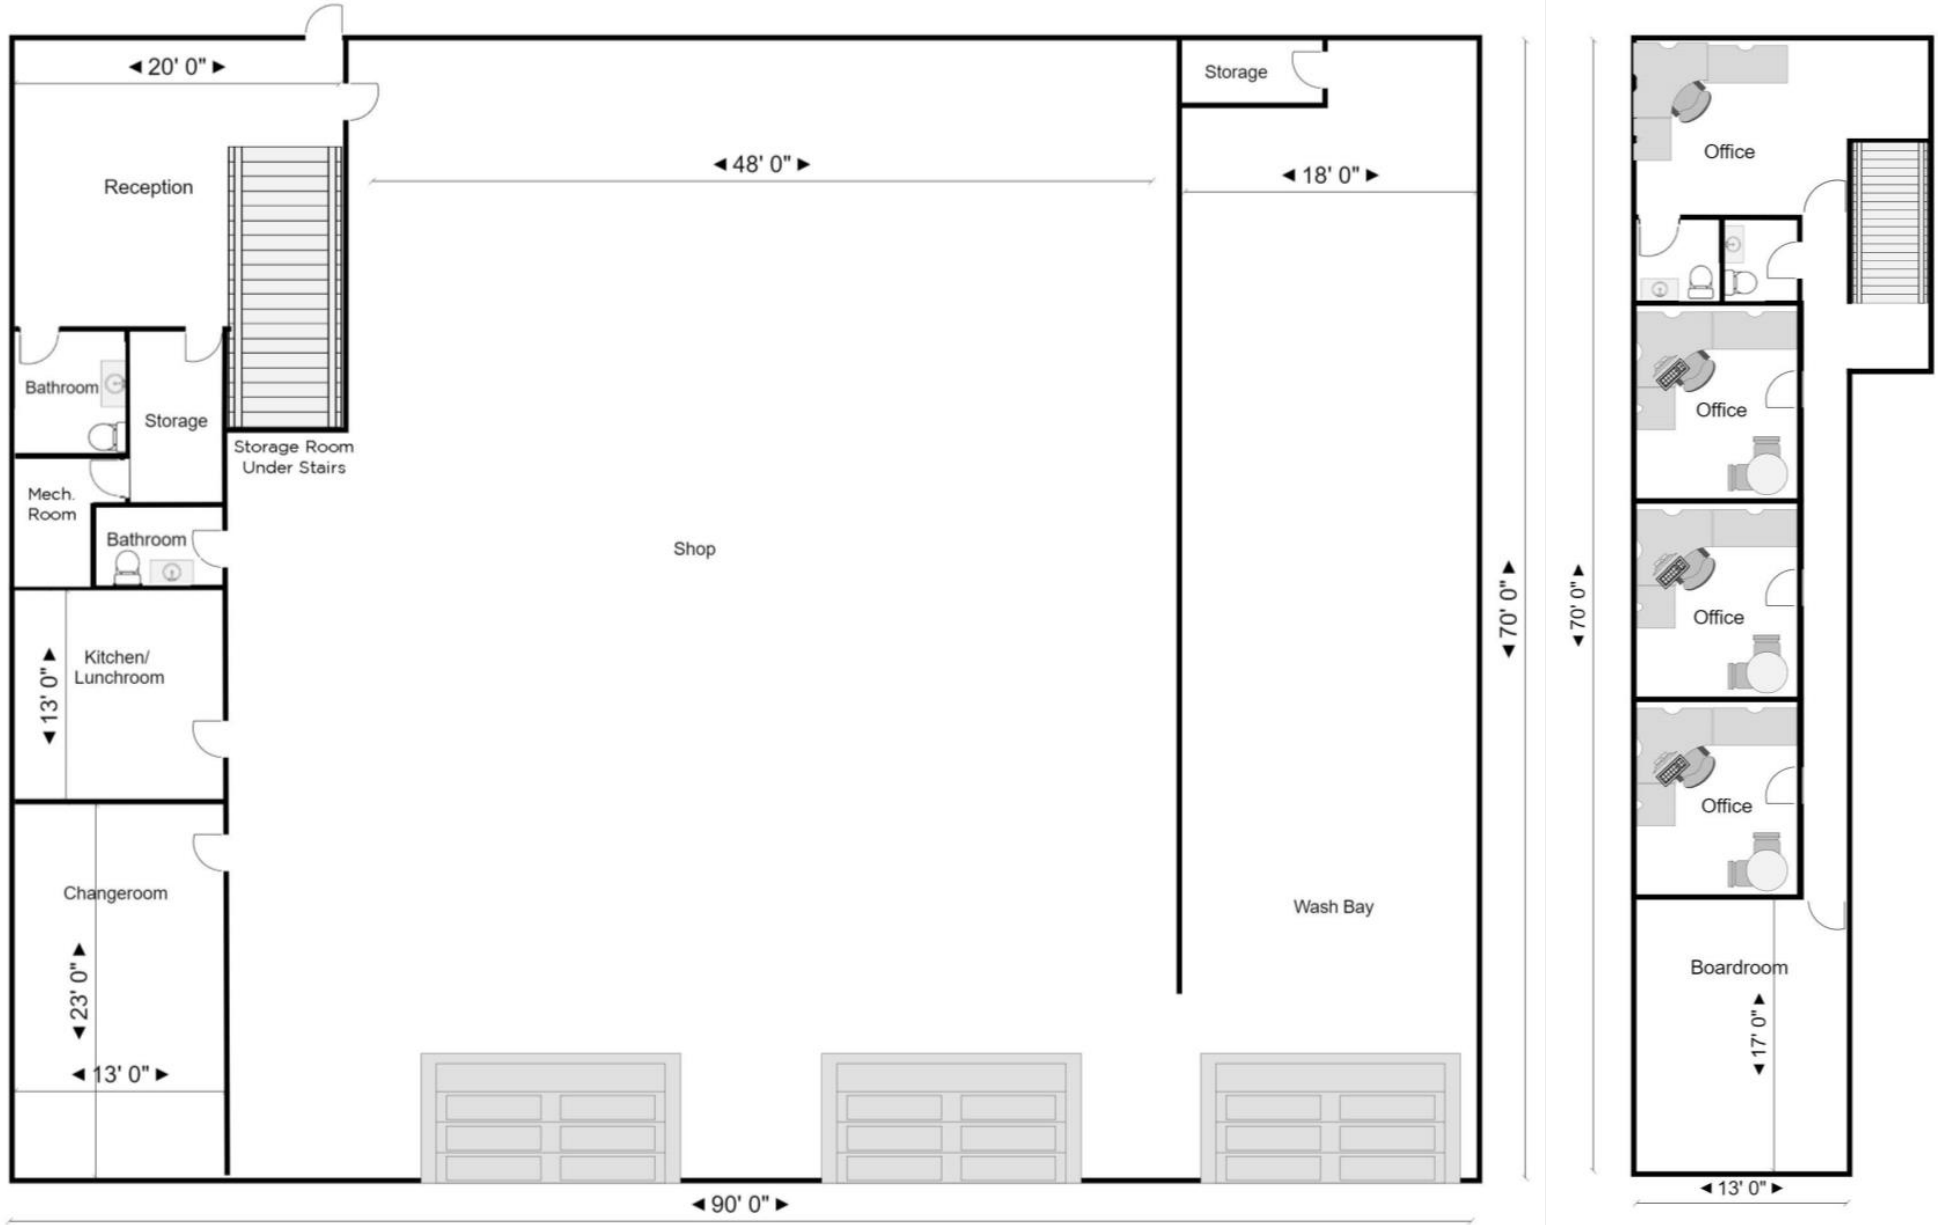 20' 0"
Storage
48' 0"
18' 0"
Reception
Bathroom
Storage
Storage Room
Under Stairs
Mech.
Room
Bathroom
Shop
70' 0"
Kitchen/
Lunchroom
13' 0"
Changeroom
23' 0"
13' 0"
Wash Bay
90' 0"
70' 0"
Office
Office
Office
Office
Boardroom
17' 0"
13' 0"